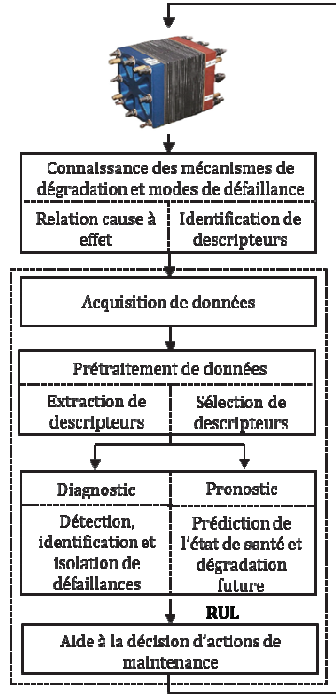 Connaissance des mécanismes de
dégradation et modes de défaillance
Relation cause à
effet
Identification de
descripteurs
Acquisition de données
Prétraitement de données
Extraction de
descripteurs
Sélection de
descripteurs
Diagnostic
Détection,
identification et
isolation de
défaillances
Pronostic
Prédiction de
l'état de santé et
dégradation
future
RUL
Aide à la décision d'actions de
maintenance